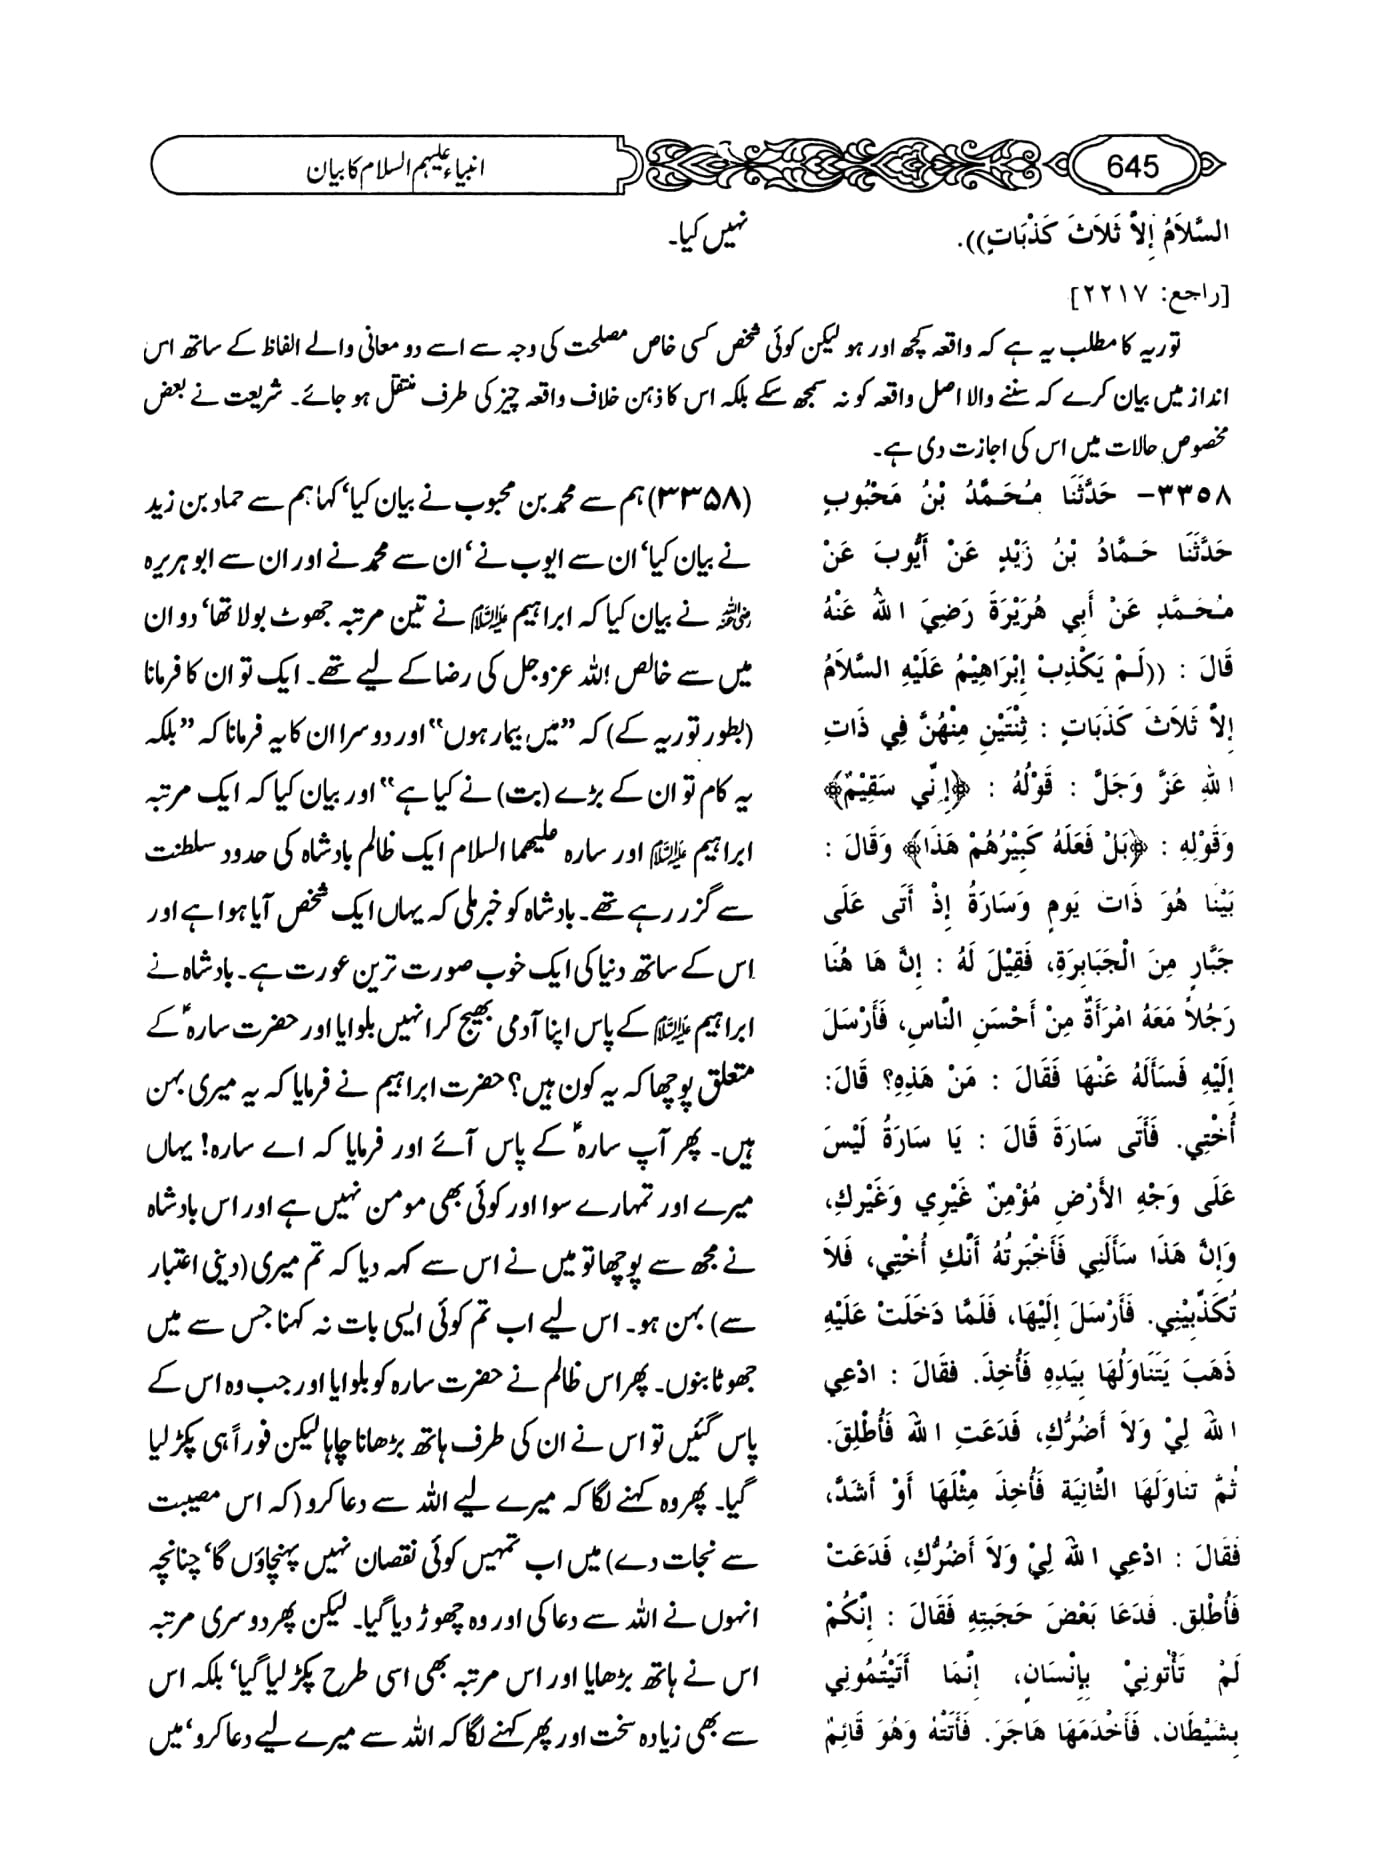 645
انبیاء علیہم السلام کا بیان
السَّلاَمُ إِلاَّ ثَلاَثَ كَذْبَاتٍ)).
[راجع: ٢٢١٧]
نہیں کیا۔
توریہ کا مطلب یہ ہے کہ واقعہ کچھ اور ہو لیکن کوئی شخص کسی خاص مصلحت کی وجہ سے اسے دو معانی والے الفاظ کے ساتھ اس
انداز میں بیان کرے کہ سننے والا اصل واقعہ کو نہ سمجھ سکے بلکہ اس کا ذہن خلاف واقعہ چیز کی طرف منتقل ہو جائے۔ شریعت نے بعض
مخصوص حالات میں اس کی اجازت دی ہے۔
٣٣٥٨- حَدَّثَنَا مُحَمَّدُ بْنُ مَحْبُوبٍ
حَدَّثَنَا حَمَّادُ بْنُ زَيْدٍ عَنْ أَيُّوبَ عَنْ
مُحَمَّدٍ عَنْ أَبِي هُرَيْرَةَ رَضِيَ اللهُ عَنْهُ
قَالَ : ((لَمْ يَكْذِبْ إِبْرَاهِيْمُ عَلَيْهِ السَّلاَمُ
إِلاَّ ثَلاَثَ كَذَبَاتٍ : ثِنْتَيْنِ مِنْهُنَّ فِي ذَاتِ
اللهِ عَزَّ وَجَلَّ : قَوْلُهُ : ﴿إِنِّي سَقِيْمٌ﴾
وَقَوْلِهِ : ﴿بَلْ فَعَلَهُ كَبِيْرُهُمْ هَذَا﴾ وَقَالَ :
بَيْنَا هُوَ ذَاتَ يَومٍ وَسَارَةُ إِذْ أَتَى عَلَى
جَبَّارٍ مِنَ الْجَبَابِرَةِ، فَقِيْلَ لَهُ : إِنَّ هَا هُنَا
رَجُلاً مَعَهُ امْرَأَةٌ مِنْ أَحْسَنِ النَّاسِ، فَأَرْسَلَ
إِلَيْهِ فَسَأَلَهُ عَنْهَا فَقَالَ : مَنْ هَذِهِ؟ قَالَ:
أُخْتِي. فَأَتَى سَارَةَ قَالَ : يَا سَارَةُ لَيْسَ
عَلَى وَجْهِ الأَرْضِ مُؤْمِنٌ غَيْرِي وَغَيْرِكِ،
وَإِنَّ هَذَا سَأَلَنِي فَأَخْبَرْتُهُ أَنَّكِ أُخْتِي، فَلاَ
تُكَذِّبِيْنِي. فَأَرْسَلَ إِلَيْهَا، فَلَمَّا دَخَلَتْ عَلَيْهِ
ذَهَبَ يَتَنَاوَلُهَا بِيَدِهِ فَأُخِذَ. فقَالَ : ادْعِي
اللهَ لِيْ وَلاَ أَضُرُّكِ، فَدَعَتِ اللهَ فَأُطْلِقَ.
ثُمَّ تَنَاوَلَهَا الثَّانِيَةَ فَأُخِذَ مِثْلَهَا أَوْ أَشَدَّ،
فَقَالَ : ادْعِي اللهَ لِيْ وَلاَ أَضُرُّكِ، فَدَعَتْ
فَأُطْلِق. فَدَعَا بَعْضَ حَجَبَتِهِ فَقَالَ : إِنَّكُمْ
لَمْ تَأْتُونِيْ بِإِنْسَانٍ، إِنَّمَا أَتَيْتُمُونِي
بِشَيْطَان. فَأَخْدَمَهَا هَاجَرَ. فَأَتَتْهُ وَهُوَ قَائِمٌ
(۳۳۵۸) ہم سے محمد بن محبوب نے بیان کیا‘ کہا ہم سے حماد بن زید
نے بیان کیا‘ ان سے ایوب نے‘ ان سے محمد نے اور ان سے ابو ہریرہ
رضی اللہ عنہ نے بیان کیا کہ ابراہیم علیہ السلام نے تین مرتبہ جھوٹ بولا تھا‘ دو ان
میں سے خالص اللہ عزوجل کی رضا کے لیے تھے۔ ایک تو ان کا فرمانا
(بطور توریہ کے) کہ ”میں بیمار ہوں“ اور دوسرا ان کا یہ فرمانا کہ ”بلکہ
یہ کام تو ان کے بڑے (بت) نے کیا ہے“ اور بیان کیا کہ ایک مرتبہ
ابراہیم علیہ السلام اور سارہ علیہما السلام ایک ظالم بادشاہ کی حدود سلطنت
سے گزر رہے تھے۔ بادشاہ کو خبر ملی کہ یہاں ایک شخص آیا ہوا ہے اور
اس کے ساتھ دنیا کی ایک خوب صورت ترین عورت ہے۔ بادشاہ نے
ابراہیم علیہ السلام کے پاس اپنا آدمی بھیج کر انہیں بلوایا اور حضرت سارہؑ کے
متعلق پوچھا کہ یہ کون ہیں؟ حضرت ابراہیم نے فرمایا کہ یہ میری بہن
ہیں۔ پھر آپ سارہؑ کے پاس آئے اور فرمایا کہ اے سارہ! یہاں
میرے اور تمہارے سوا اور کوئی بھی مومن نہیں ہے اور اس بادشاہ
نے مجھ سے پوچھا تو میں نے اس سے کہہ دیا کہ تم میری (دینی اعتبار
سے) بہن ہو۔ اس لیے اب تم کوئی ایسی بات نہ کہنا جس سے میں
جھوٹا بنوں۔ پھر اس ظالم نے حضرت سارہ کو بلوایا اور جب وہ اس کے
پاس گئیں تو اس نے ان کی طرف ہاتھ بڑھانا چاہا لیکن فوراً ہی پکڑ لیا
گیا۔ پھر وہ کہنے لگا کہ میرے لیے اللہ سے دعا کرو (کہ اس مصیبت
سے نجات دے) میں اب تمہیں کوئی نقصان نہیں پہنچاؤں گا‘ چنانچہ
انہوں نے اللہ سے دعا کی اور وہ چھوڑ دیا گیا۔ لیکن پھر دوسری مرتبہ
اس نے ہاتھ بڑھایا اور اس مرتبہ بھی اسی طرح پکڑ لیا گیا‘ بلکہ اس
سے بھی زیادہ سخت اور پھر کہنے لگا کہ اللہ سے میرے لیے دعا کرو‘ میں